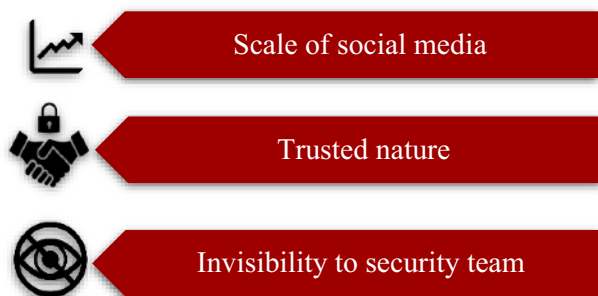 Scale of social media
Trusted nature
Invisibility to security team